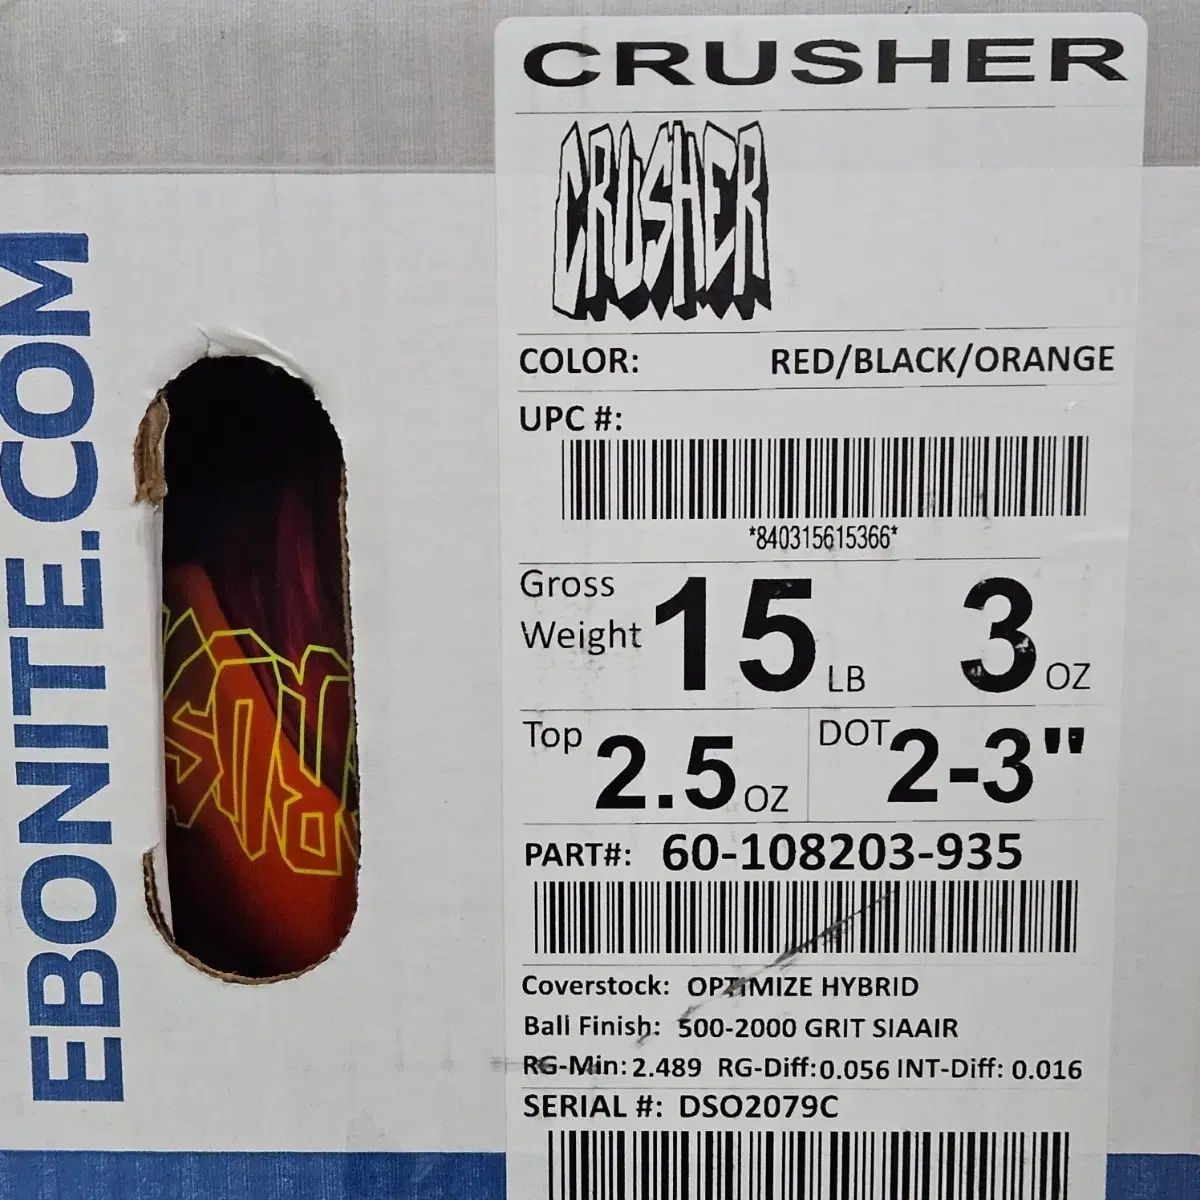 EBONITE.COM
CRUSHER
CRUSHER
COLOR: RED/BLACK/ORANGE
UPC #:
*840315615366*
Gross Weight 15 LB 3 OZ
Top 2.5 OZ DOT 2-3"
PART#: 60-108203-935
Coverstock: OPTIMIZE HYBRID
Ball Finish: 500-2000 GRIT SIAAIR
RG-Min: 2.489 RG-Diff: 0.056 INT-Diff: 0.016
SERIAL #: DSO2079C
RUS